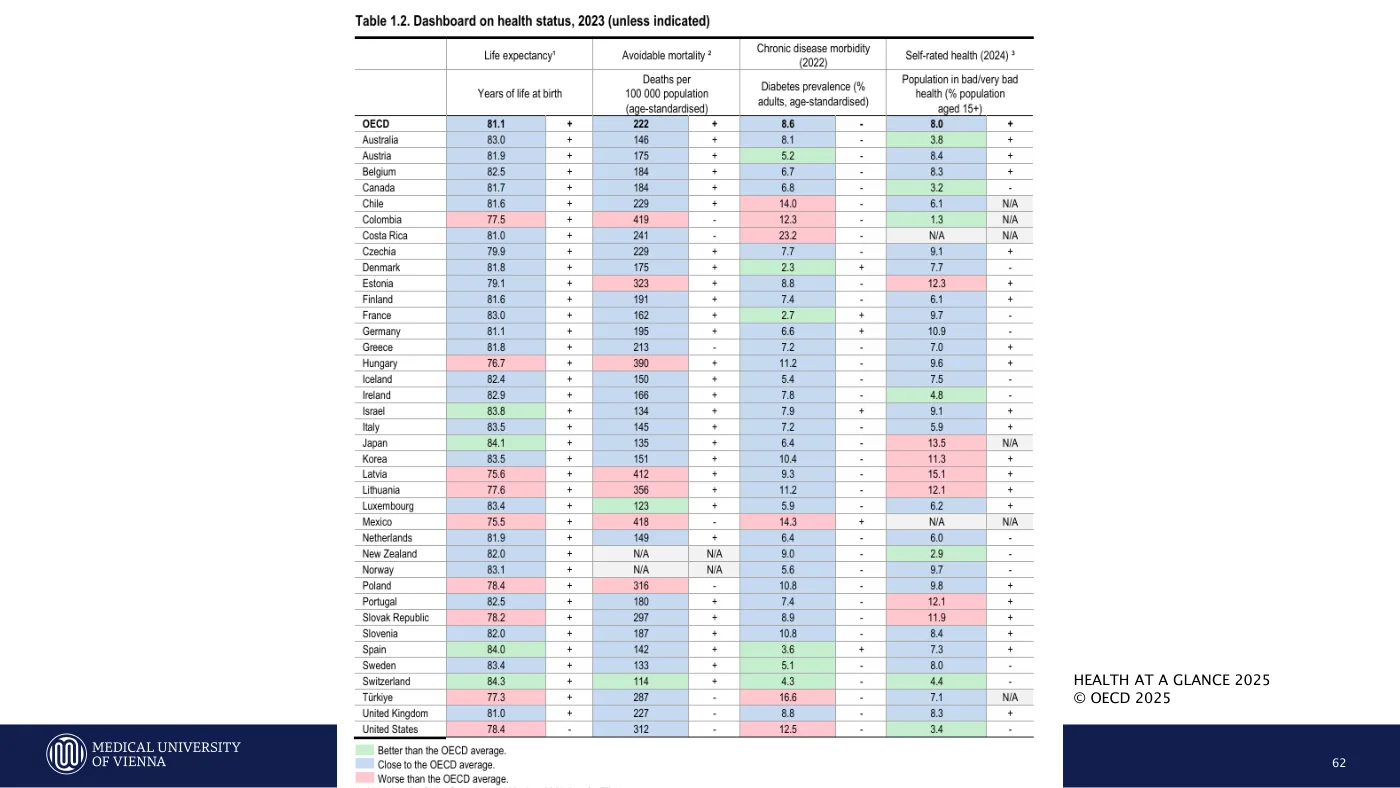 Table 1.2. Dashboard on health status, 2023 (unless indicated)
Life expectancy¹ Avoidable mortality ² Chronic disease morbidity (2022) Self-rated health (2024) ³
Years of life at birth Deaths per 100 000 population (age-standardised) Diabetes prevalence (% adults, age-standardised) Population in bad/very bad health (% population aged 15+)
OECD 81.1 + 222 + 8.6 - 8.0 +
Australia 83.0 + 146 + 8.1 - 3.8 +
Austria 81.9 + 175 + 5.2 - 8.4 +
Belgium 82.5 + 184 + 6.7 - 8.3 +
Canada 81.7 + 184 + 6.8 - 3.2 -
Chile 81.6 + 229 + 14.0 - 6.1 N/A
Colombia 77.5 + 419 - 12.3 - 1.3 N/A
Costa Rica 81.0 + 241 - 23.2 - N/A N/A
Czechia 79.9 + 229 + 7.7 - 9.1 +
Denmark 81.8 + 175 + 2.3 + 7.7 -
Estonia 79.1 + 323 + 8.8 - 12.3 +
Finland 81.6 + 191 + 7.4 - 6.1 +
France 83.0 + 162 + 2.7 + 9.7 -
Germany 81.1 + 195 + 6.6 + 10.9 -
Greece 81.8 + 213 - 7.2 - 7.0 +
Hungary 76.7 + 390 + 11.2 - 9.6 +
Iceland 82.4 + 150 + 5.4 - 7.5 -
Ireland 82.9 + 166 + 7.8 - 4.8 -
Israel 83.8 + 134 + 7.9 + 9.1 +
Italy 83.5 + 145 + 7.2 - 5.9 +
Japan 84.1 + 135 + 6.4 - 13.5 N/A
Korea 83.5 + 151 + 10.4 - 11.3 +
Latvia 75.6 + 412 + 9.3 - 15.1 +
Lithuania 77.6 + 356 + 11.2 - 12.1 +
Luxembourg 83.4 + 123 + 5.9 - 6.2 +
Mexico 75.5 + 418 - 14.3 + N/A N/A
Netherlands 81.9 + 149 + 6.4 - 6.0 -
New Zealand 82.0 + N/A N/A 9.0 - 2.9 -
Norway 83.1 + N/A N/A 5.6 - 9.7 -
Poland 78.4 + 316 - 10.8 - 9.8 +
Portugal 82.5 + 180 + 7.4 - 12.1 +
Slovak Republic 78.2 + 297 + 8.9 - 11.9 +
Slovenia 82.0 + 187 + 10.8 - 8.4 +
Spain 84.0 + 142 + 3.6 + 7.3 +
Sweden 83.4 + 133 + 5.1 - 8.0 -
Switzerland 84.3 + 114 + 4.3 - 4.4 -
Türkiye 77.3 + 287 - 16.6 - 7.1 N/A
United Kingdom 81.0 + 227 - 8.8 - 8.3 +
United States 78.4 - 312 - 12.5 - 3.4 -
Better than the OECD average.
Close to the OECD average.
Worse than the OECD average.
HEALTH AT A GLANCE 2025
© OECD 2025
MEDICAL UNIVERSITY
OF VIENNA
62